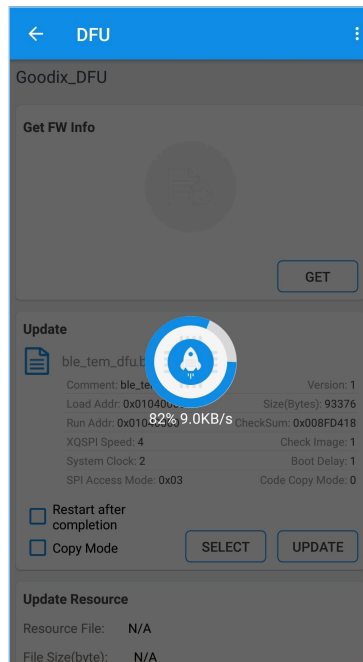 DFU
Goodix_DFU
Get FW Info
GET
Update
ble_tem_dfu.b
Comment: ble_te
Version: 1
Load Addr: 0x01040
Size(Bytes): 93376
82% 9.0KB/s
Run Addr: 0x01040
CheckSum: 0x008FD418
XQSPI Speed: 4
Check Image: 1
System Clock: 2
Boot Delay: 1
SPI Access Mode: 0x03
Code Copy Mode: 0
Restart after
completion
Copy Mode
SELECT
UPDATE
Update Resource
Resource File: N/A
File Size(byte): N/A